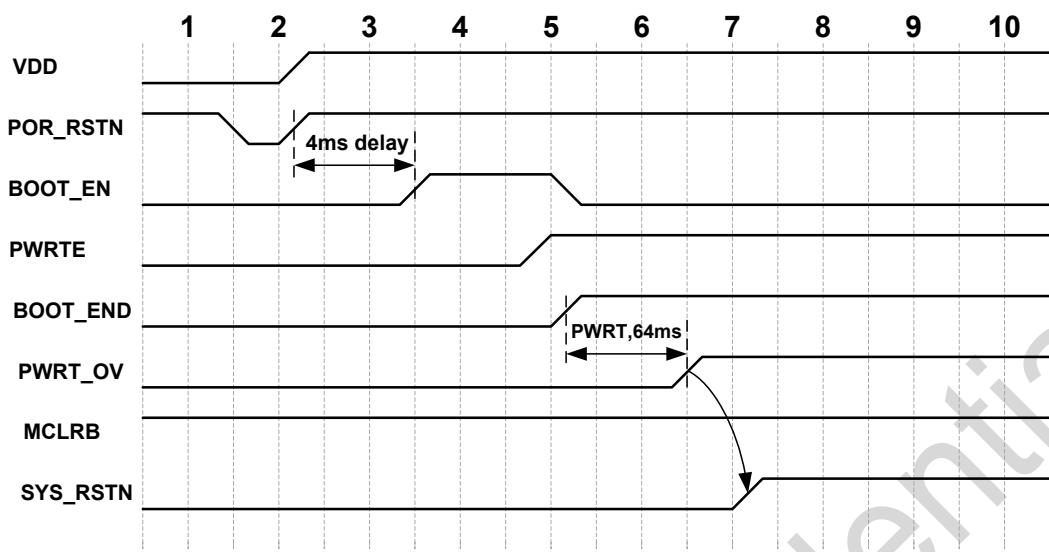 1 2 3 4 5 6 7 8 9 10
VDD
POR_RSTN
4ms delay
BOOT_EN
PWRTE
BOOT_END
PWRT,64ms
PWRT_OV
MCLRB
SYS_RSTN